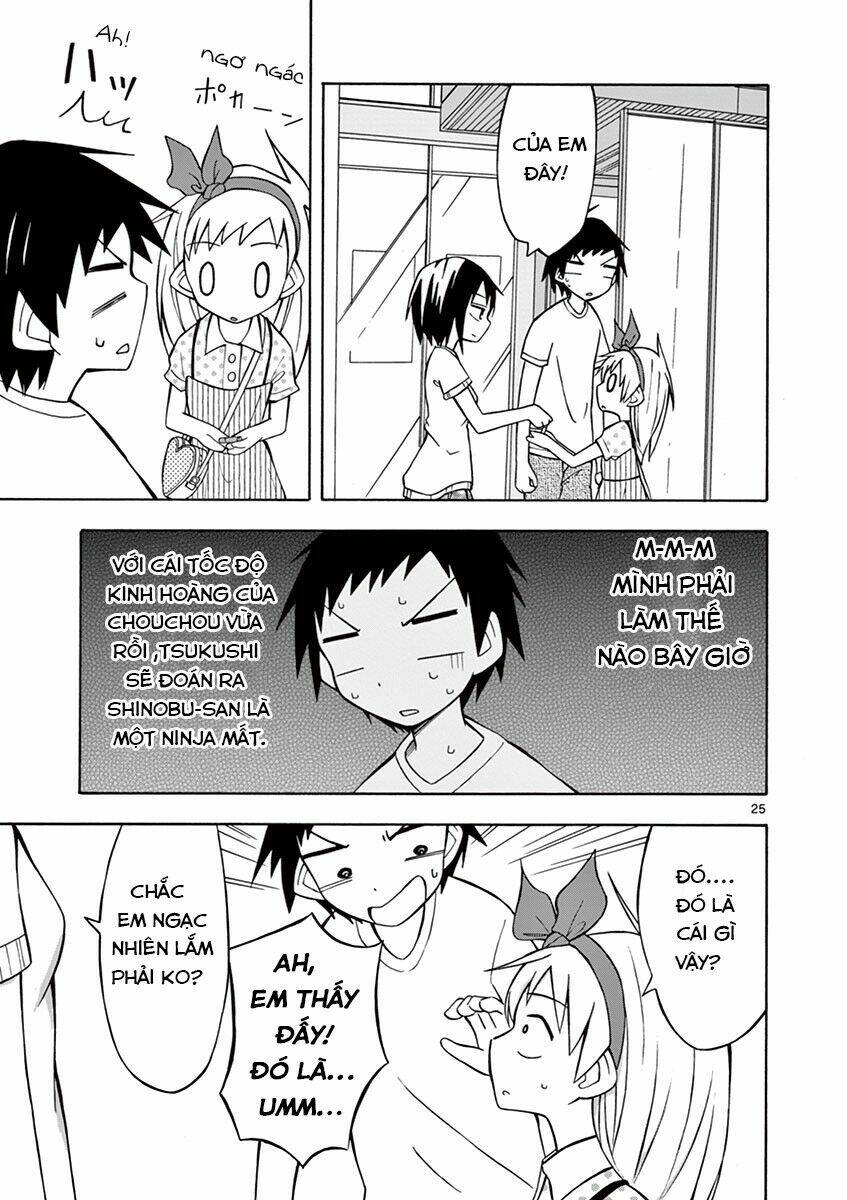 CỦA EM
ĐÂY!
Ah!
ハッ
NGƠ NGÁC
ポカーン
M-M-M
MÌNH PHẢI
LÀM THẾ
NÀO BÂY GIỜ
VỚI CÁI TỐC ĐỘ
KINH HOÀNG CỦA
CHOUCHOU VỪA
RỒI ,TSUKUSHI
SẼ ĐOÁN RA
SHINOBU-SAN LÀ
MỘT NINJA MẤT.
25
ĐÓ....
ĐÓ LÀ
CÁI GÌ
VẬY?
AH,
EM THẤY
ĐẤY!
ĐÓ LÀ...
UMM...
CHẮC
EM NGẠC
NHIÊN LẮM
PHẢI KO?